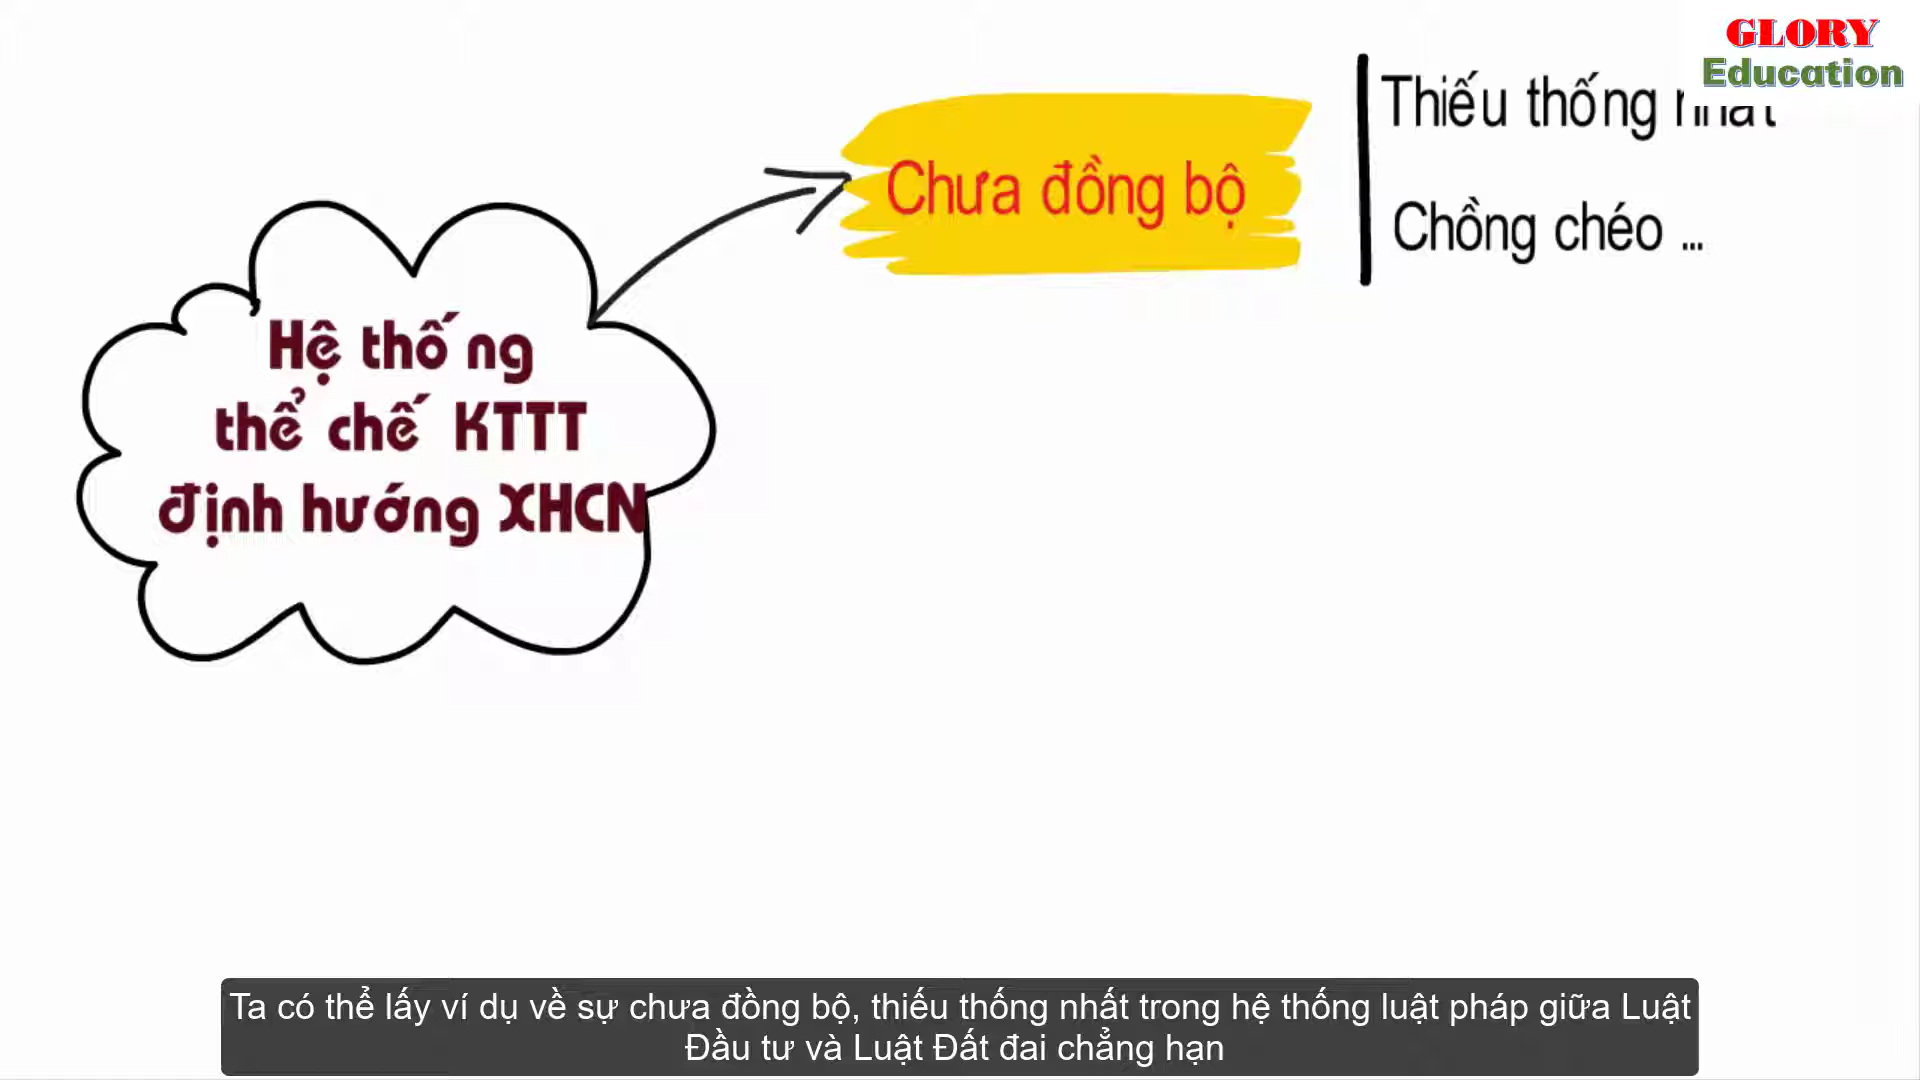 GLORY
Education
Thiếu thống nhất
Chưa đồng bộ
Chồng chéo ...
Hệ thống
thể chế KTTT
định hướng XHCN
Ta có thể lấy ví dụ về sự chưa đồng bộ, thiếu thống nhất trong hệ thống luật pháp giữa Luật
Đầu tư và Luật Đất đai chẳng hạn